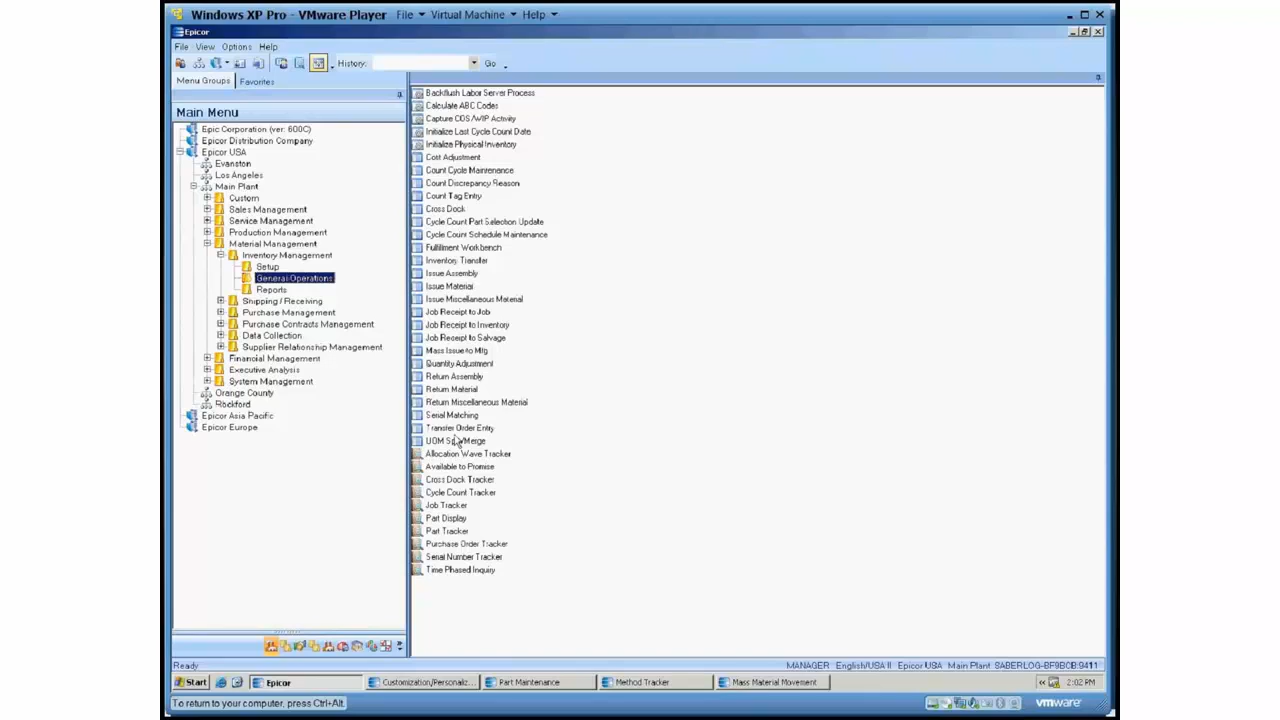 Windows XP Pro - VMware Player File Virtual Machine Help
Epicor
File View Options Help
History: Go
Menu Groups Favorites
Main Menu
Epic Corporation (ver: 600C)
Epicor Distribution Company
Epicor USA
Evanston
Los Angeles
Main Plant
Custom
Sales Management
Service Management
Production Management
Material Management
Inventory Management
Setup
General Operations
Reports
Shipping / Receiving
Purchase Management
Purchase Contracts Management
Data Collection
Supplier Relationship Management
Financial Management
Executive Analysis
System Management
Orange County
Rockford
Epicor Asia Pacific
Epicor Europe
Backflush Labor Server Process
Calculate ABC Codes
Capture COS/WIP Activity
Initialize Last Cycle Count Date
Initialize Physical Inventory
Cost Adjustment
Count Cycle Maintenance
Count Discrepancy Reason
Count Tag Entry
Cross Dock
Cycle Count Part Selection Update
Cycle Count Schedule Maintenance
Fulfillment Workbench
Inventory Transfer
Issue Assembly
Issue Material
Issue Miscellaneous Material
Job Receipt to Job
Job Receipt to Inventory
Job Receipt to Salvage
Mass Issue to Mfg
Quantity Adjustment
Return Assembly
Return Material
Return Miscellaneous Material
Serial Matching
Transfer Order Entry
UOM Split/Merge
Allocation Wave Tracker
Available to Promise
Cross Dock Tracker
Cycle Count Tracker
Job Tracker
Part Display
Part Tracker
Purchase Order Tracker
Serial Number Tracker
Time Phased Inquiry
Ready MANAGER English/USA II Epicor USA Main Plant SABERLOG-BF9BCB:9411
Start Epicor Customization/Personaliz... Part Maintenance Method Tracker Mass Material Movement 2:02 PM
To return to your computer, press Ctrl+Alt. vmware